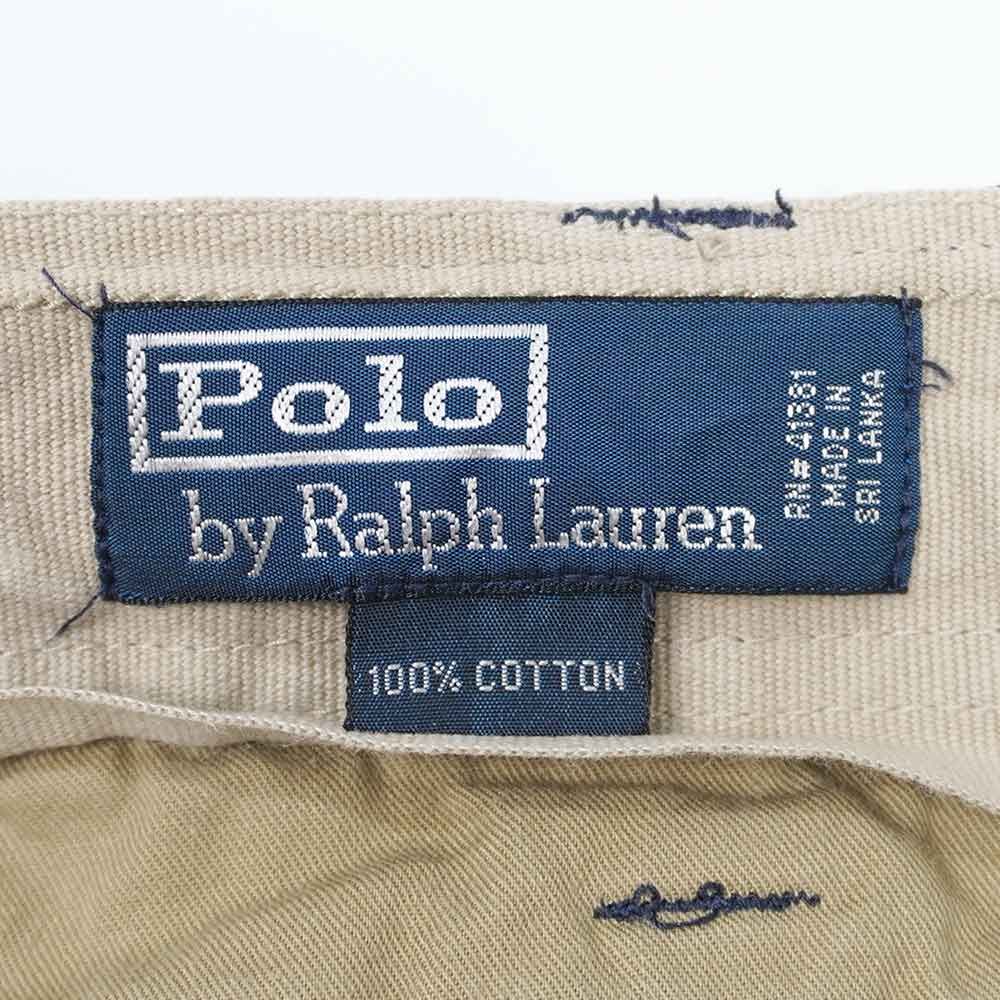 Polo
by Ralph Lauren
RN# 41381
MADE IN
SRI LANKA
100% COTTON